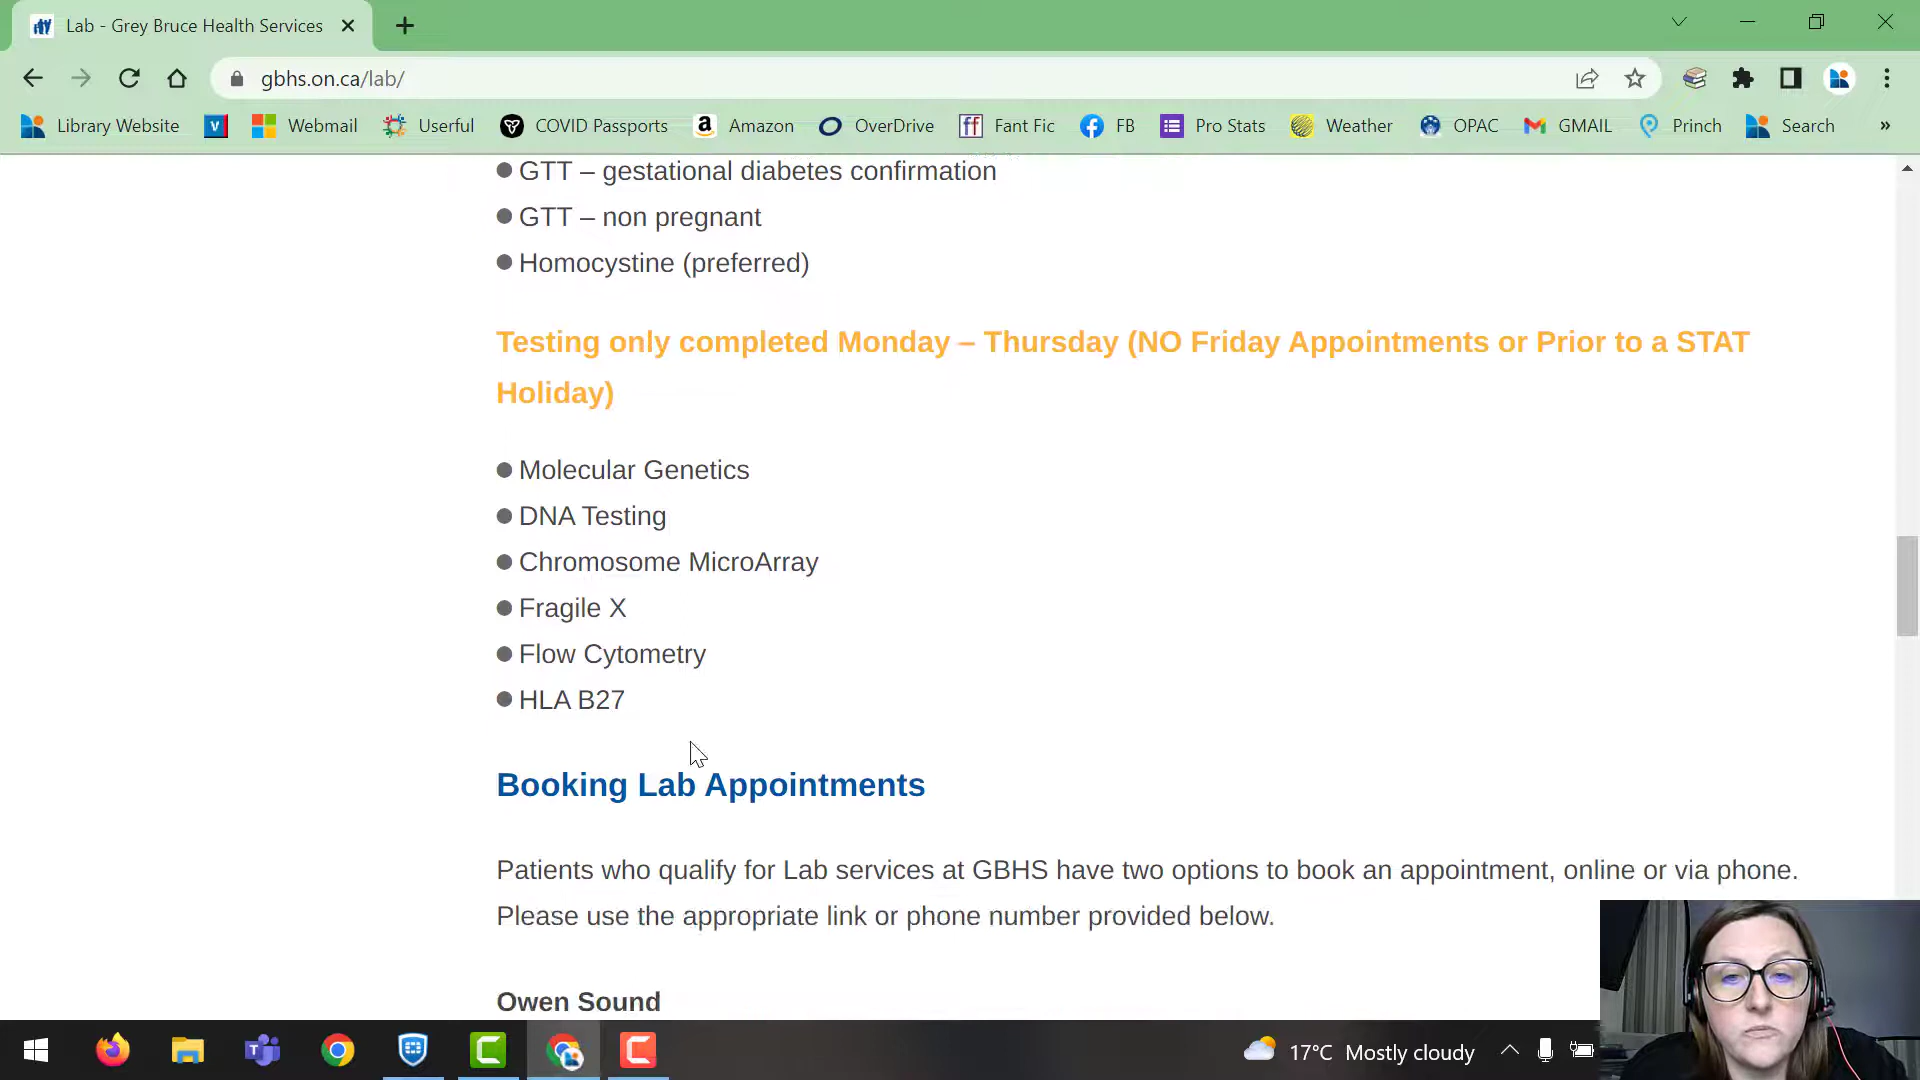 Lab - Grey Bruce Health Services
gbhs.on.ca/lab/
Library Website
V
Webmail
Userful
COVID Passports
a
Amazon
OverDrive
ff
Fant Fic
FB
Pro Stats
Weather
OPAC
GMAIL
Princh
Search
»
GTT – gestational diabetes confirmation
GTT – non pregnant
Homocystine (preferred)
Testing only completed Monday – Thursday (NO Friday Appointments or Prior to a STAT
Holiday)
Molecular Genetics
DNA Testing
Chromosome MicroArray
Fragile X
Flow Cytometry
HLA B27
Booking Lab Appointments
Patients who qualify for Lab services at GBHS have two options to book an appointment, online or via phone.
Please use the appropriate link or phone number provided below.
Owen Sound
17°C Mostly cloudy